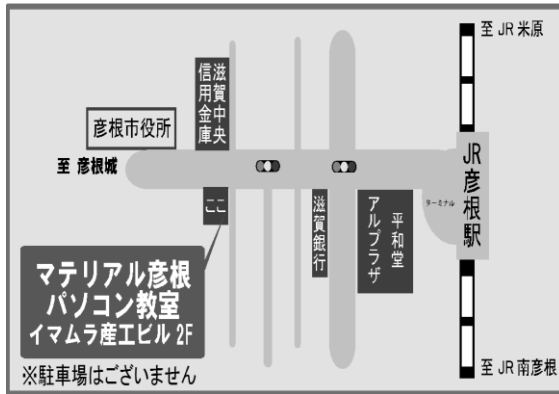 至 JR 米原
滋賀中央
信用金庫
彦根市役所
至 彦根城
JR彦根駅
ターミナル
ここ
滋賀銀行
平和堂
アルプラザ
マテリアル彦根
パソコン教室
イマムラ産工ビル 2F
※駐車場はございません
至 JR 南彦根